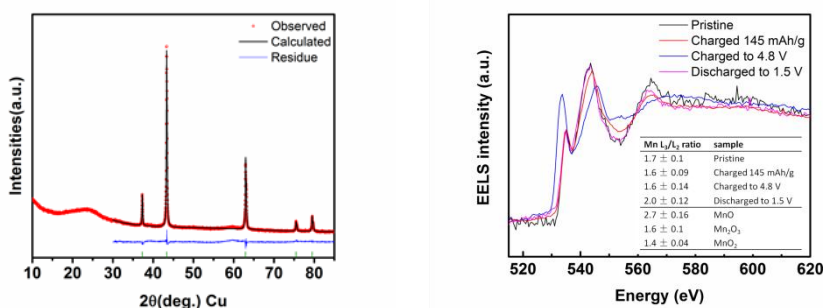 Observed
Calculated
Residue
Intensities(a.u.)
10 20 30 40 50 60 70 80
2θ(deg.) Cu
Pristine
Charged 145 mAh/g
Charged to 4.8 V
Discharged to 1.5 V
EELS intensity (a.u.)
Mn L₃/L₂ ratio sample
1.7 ± 0.1 Pristine
1.6 ± 0.09 Charged 145 mAh/g
1.6 ± 0.14 Charged to 4.8 V
2.0 ± 0.12 Discharged to 1.5 V
2.7 ± 0.16 MnO
1.6 ± 0.1 Mn₂O₃
1.4 ± 0.04 MnO₂
520 540 560 580 600 620
Energy (eV)